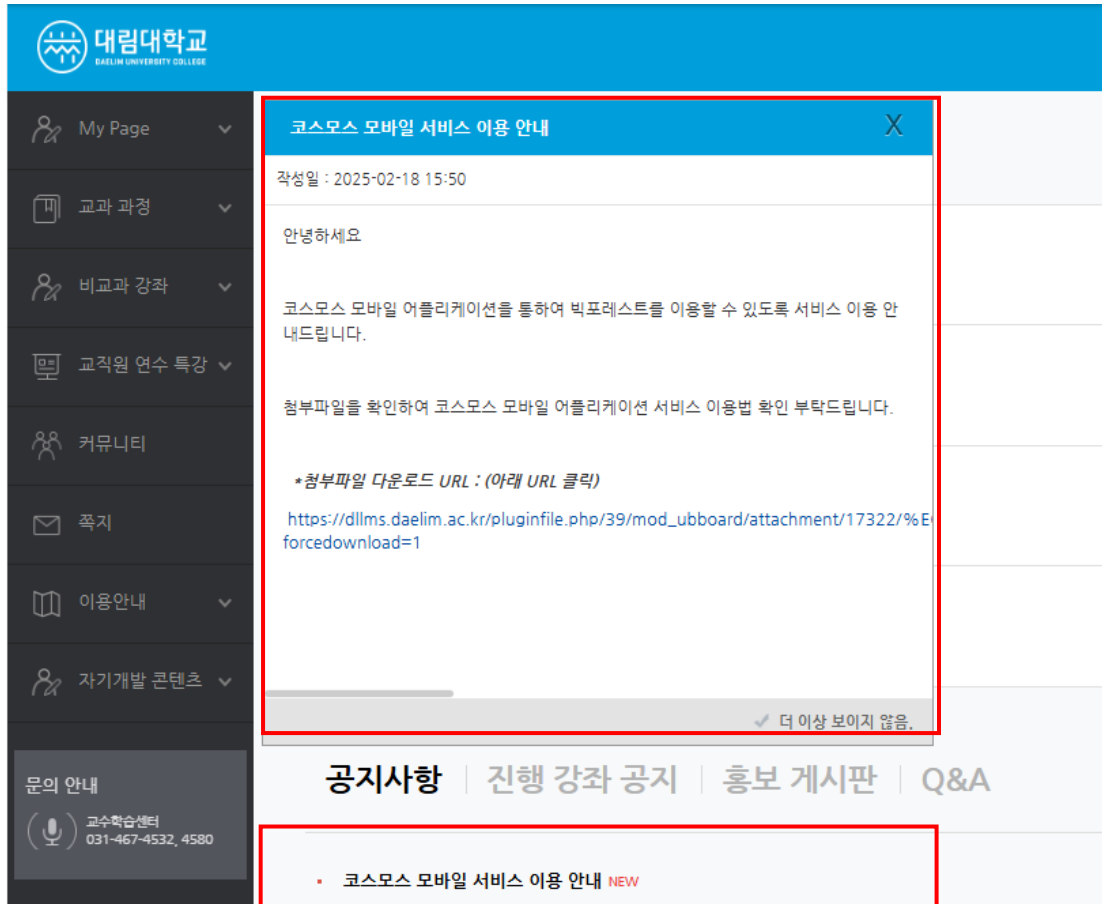 대림대학교
DAELIM UNIVERSITY COLLEGE
My Page
교과 과정
비교과 강좌
교직원 연수 특강
커뮤니티
쪽지
이용안내
자기개발 콘텐츠
문의 안내
교수학습센터
031-467-4532, 4580
코스모스 모바일 서비스 이용 안내
X
작성일 : 2025-02-18 15:50
안녕하세요
코스모스 모바일 어플리케이션을 통하여 빅포레스트를 이용할 수 있도록 서비스 이용 안
내드립니다.
첨부파일을 확인하여 코스모스 모바일 어플리케이션 서비스 이용법 확인 부탁드립니다.
*첨부파일 다운로드 URL : (아래 URL 클릭)
https://dllms.daelim.ac.kr/pluginfile.php/39/mod_ubboard/attachment/17322/%E
forcedownload=1
더 이상 보이지 않음.
공지사항 | 진행 강좌 공지 | 홍보 게시판 | Q&A
코스모스 모바일 서비스 이용 안내 NEW